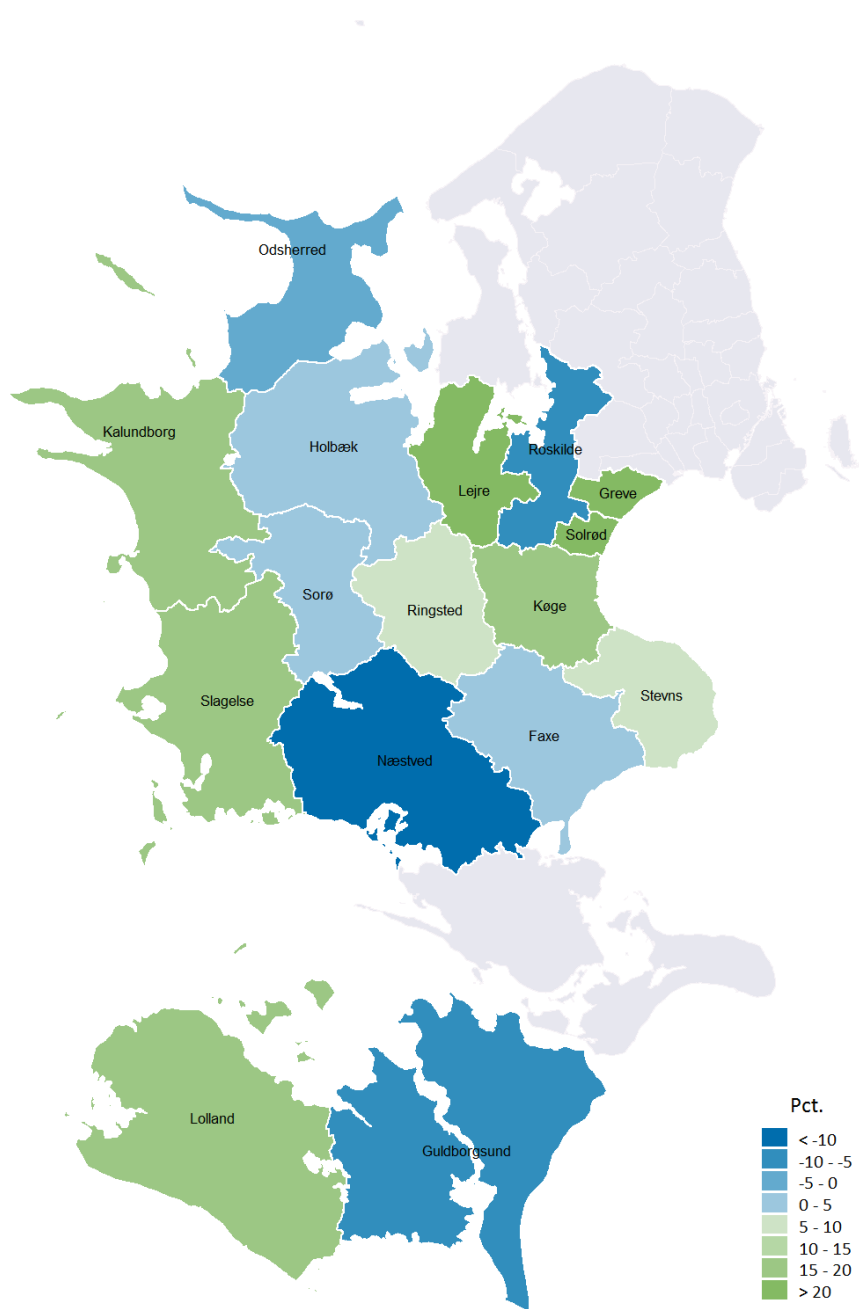 Odsherred
Kalundborg
Holbæk
Roskilde
Lejre
Greve
Solrød
Sorø
Ringsted
Køge
Slagelse
Stevns
Faxe
Næstved
Lolland
Guldborgsund
Pct.
< -10
-10 - -5
-5 - 0
0 - 5
5 - 10
10 - 15
15 - 20
> 20